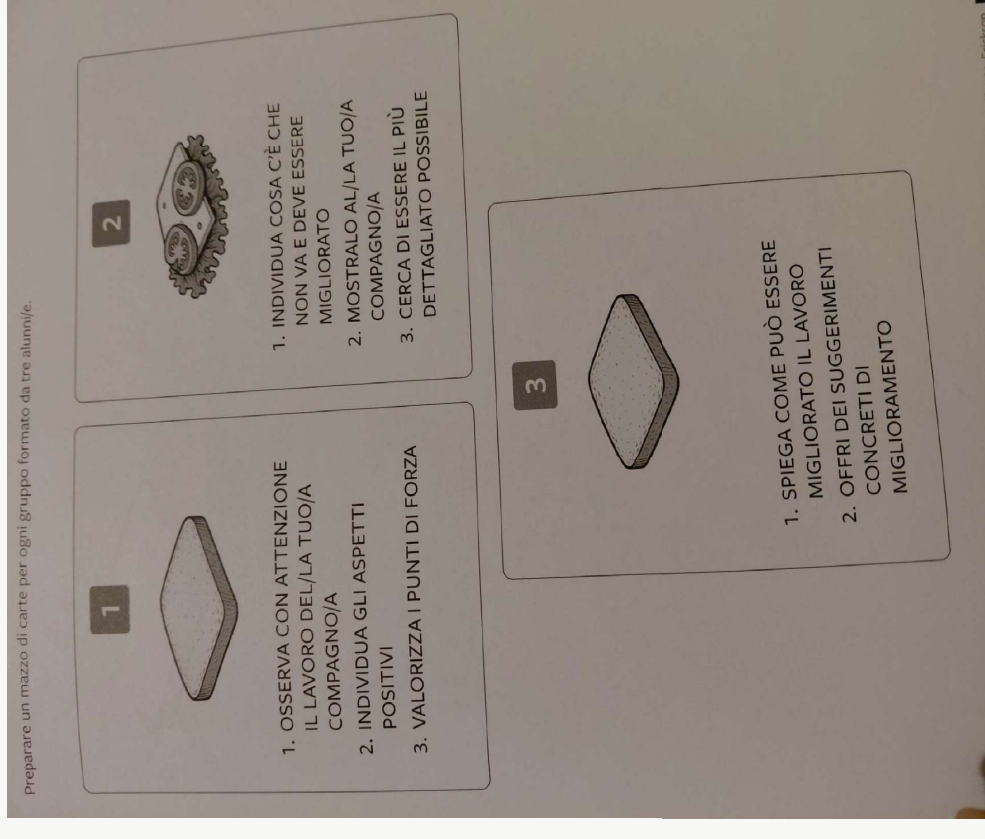 Preparare un mazzo di carte per ogni gruppo formato da tre alunni/e.
1
1. OSSERVA CON ATTENZIONE
IL LAVORO DEL/LA TUO/A
COMPAGNO/A
2. INDIVIDUA GLI ASPETTI
POSITIVI
3. VALORIZZA I PUNTI DI FORZA
2
1. INDIVIDUA COSA C'È CHE
NON VA E DEVE ESSERE
MIGLIORATO
2. MOSTRALO AL/LA TUO/A
COMPAGNO/A
3. CERCA DI ESSERE IL PIÙ
DETTAGLIATO POSSIBILE
3
1. SPIEGA COME PUÒ ESSERE
MIGLIORATO IL LAVORO
2. OFFRI DEI SUGGERIMENTI
CONCRETI DI
MIGLIORAMENTO